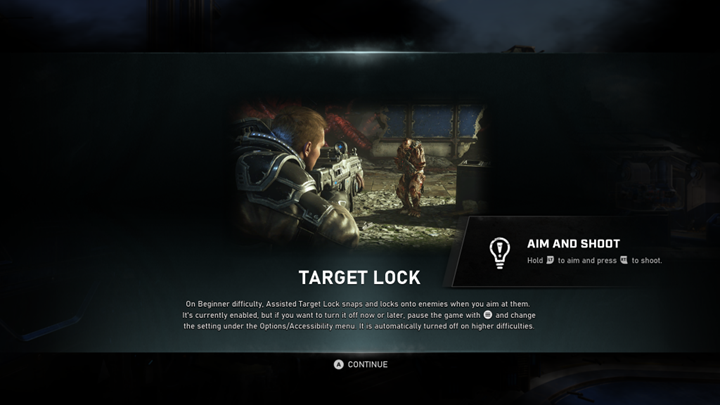 AIM AND SHOOT
Hold LT to aim and press RT to shoot.
TARGET LOCK
On Beginner difficulty, Assisted Target Lock snaps and locks onto enemies when you aim at them.
It's currently enabled, but if you want to turn it off now or later, pause the game with and change
the setting under the Options/Accessibility menu. It is automatically turned off on higher difficulties.
A CONTINUE